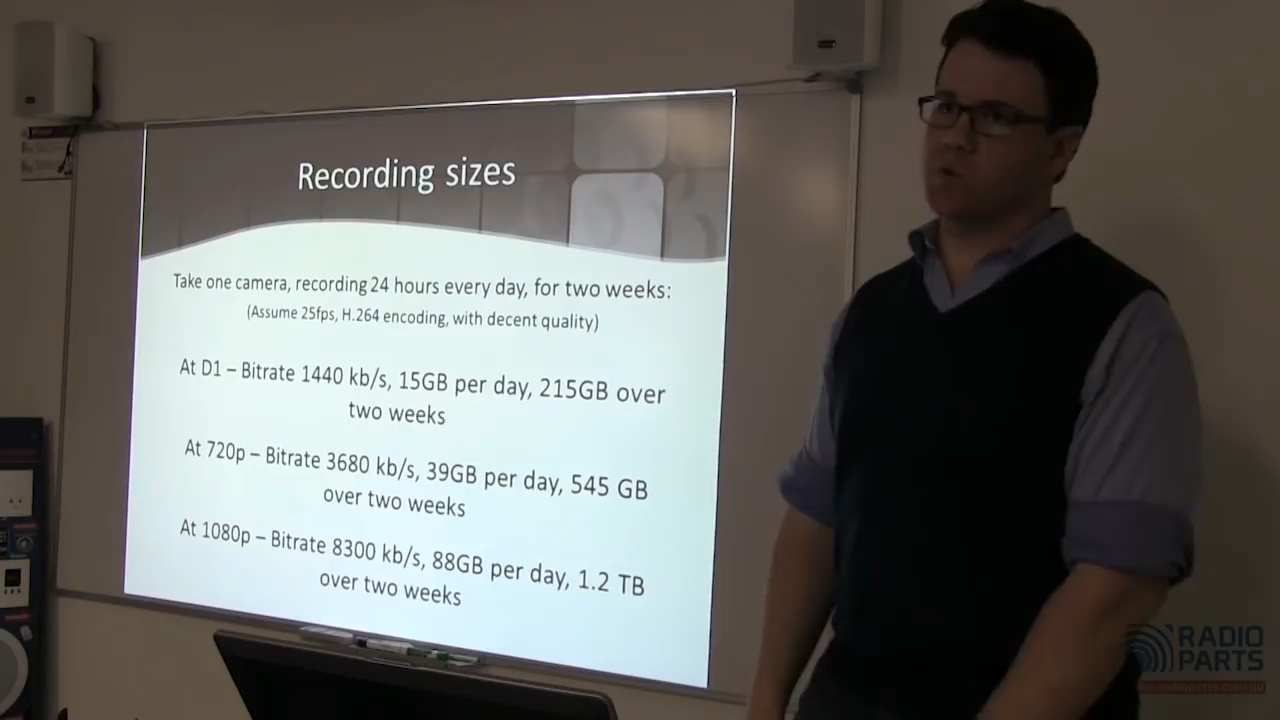 Recording sizes
Take one camera, recording 24 hours every day, for two weeks:
(Assume 25fps, H.264 encoding, with decent quality)
At D1 – Bitrate 1440 kb/s, 15GB per day, 215GB over
two weeks
At 720p – Bitrate 3680 kb/s, 39GB per day, 545 GB
over two weeks
At 1080p – Bitrate 8300 kb/s, 88GB per day, 1.2 TB
over two weeks
RADIO
PARTS